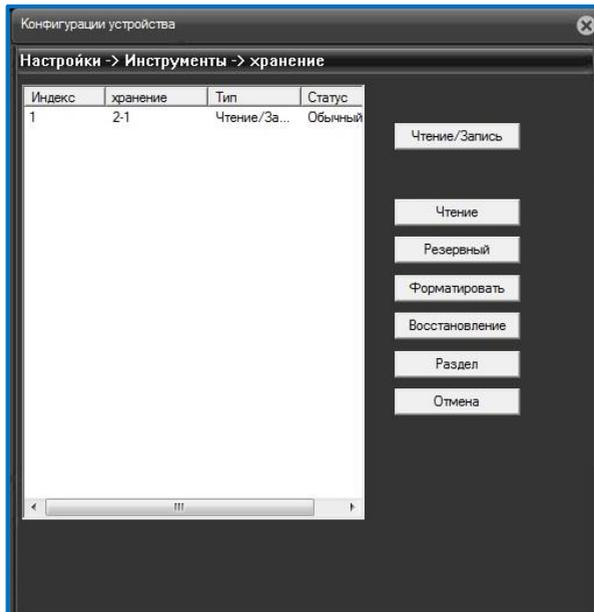 Конфигурации устройства
Настройки -> Инструменты -> хранение
Индекс хранение Тип Статус
1 2-1 Чтение/За... Обычный
Чтение/Запись
Чтение
Резервный
Форматировать
Восстановление
Раздел
Отмена